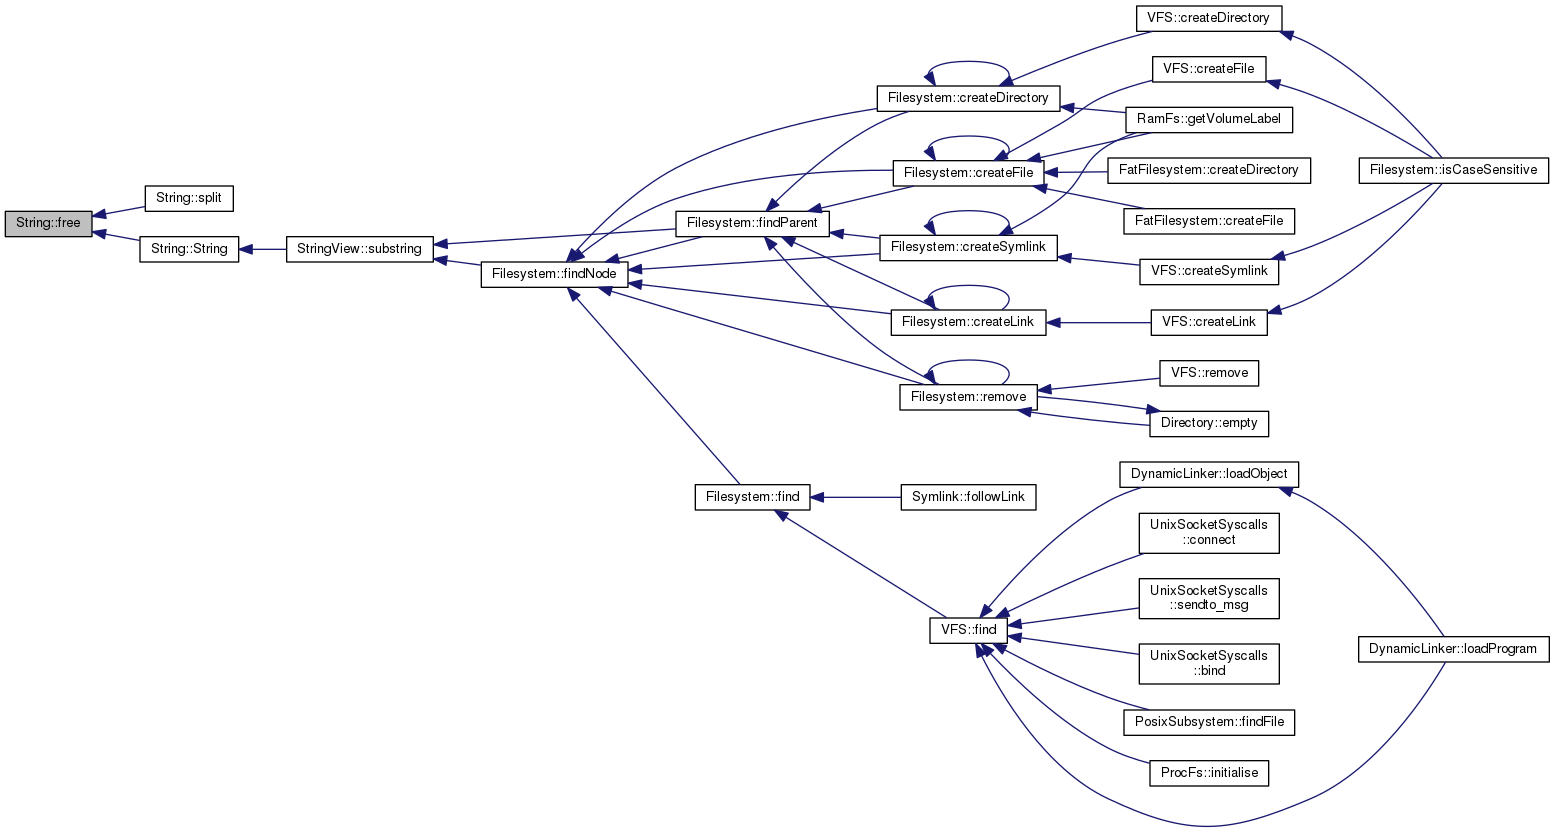 String::free
String::split
String::String
StringView::substring
Filesystem::findNode
Filesystem::findParent
Filesystem::createDirectory
Filesystem::createFile
Filesystem::createSymlink
Filesystem::createLink
Filesystem::remove
Filesystem::find
VFS::createDirectory
VFS::createFile
RamFs::getVolumeLabel
FatFilesystem::createDirectory
FatFilesystem::createFile
VFS::createSymlink
VFS::createLink
VFS::remove
Directory::empty
Symlink::followLink
VFS::find
DynamicLinker::loadObject
UnixSocketSyscalls
::connect
UnixSocketSyscalls
::sendto_msg
UnixSocketSyscalls
::bind
PosixSubsystem::findFile
ProcFs::initialise
Filesystem::isCaseSensitive
DynamicLinker::loadProgram